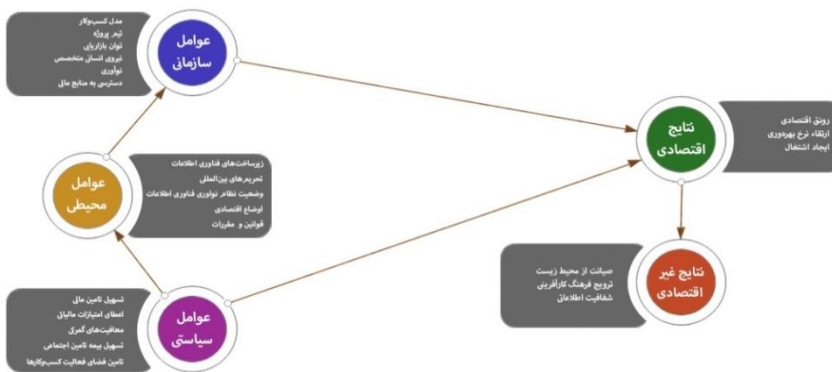 عوامل
سازمانی
مدل کسب‌وکار
تیم پروژه
توان بازاریابی
نیروی انسانی متخصص
نوآوری
دسترسی به منابع مالی
عوامل
محیطی
زیرساخت‌های فناوری اطلاعات
تحریم‌های بین‌المللی
وضعیت نظام نوآوری فناوری اطلاعات
اوضاع اقتصادی
قوانین و مقررات
عوامل
سیاستی
تسهیل تامین مالی
اعطای امتیازات مالیاتی
معافیت‌های گمرکی
تسهیل بیمه تامین اجتماعی
تامین فضای فعالیت کسب‌وکارها
نتایج
اقتصادی
رونق اقتصادی
ارتقاء نرخ بهره‌وری
ایجاد اشتغال
نتایج غیر
اقتصادی
صیانت از محیط زیست
ترویج فرهنگ کارآفرینی
شفافیت اطلاعاتی